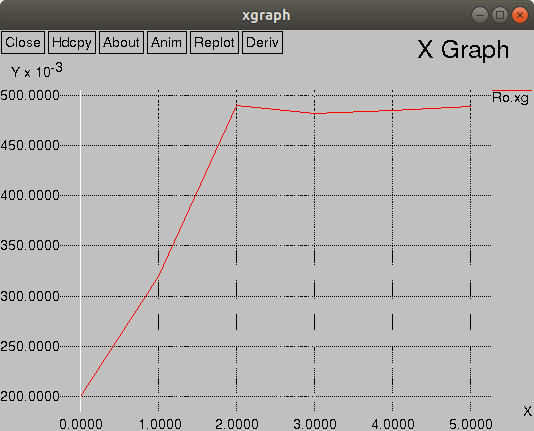 xgraph
Close Hdcpy About Anim Replot Deriv
X Graph
Y x 10-3
Ro.xg
500.0000
450.0000
400.0000
350.0000
300.0000
250.0000
200.0000
X
0.0000 1.0000 2.0000 3.0000 4.0000 5.0000